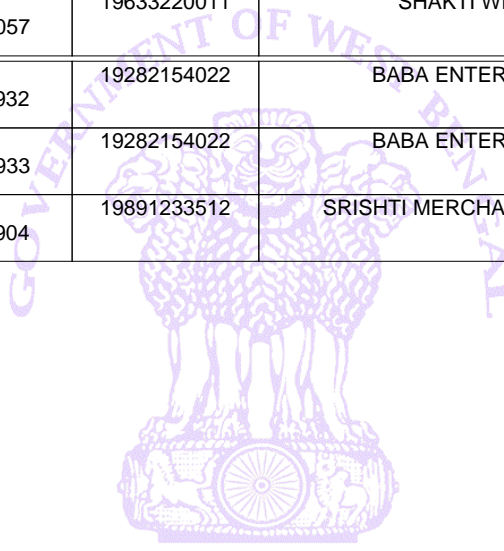 19633220011 SHAKTI WE
057
19282154022 BABA ENTER
932
19282154022 BABA ENTER
933
19891233512 SRISHTI MERCHA
904
GOVERNMENT OF WEST BENGAL